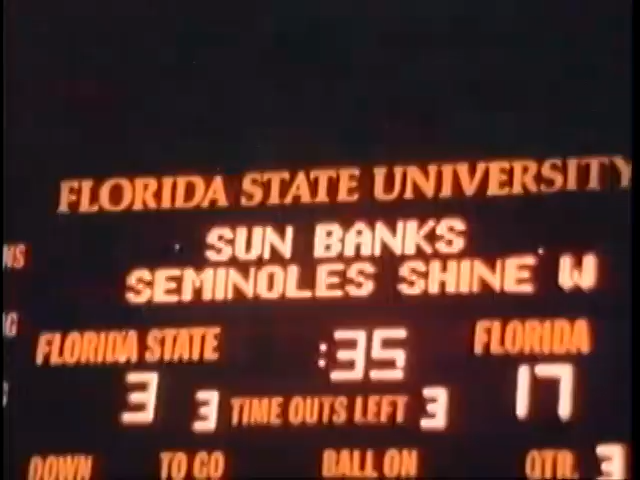 FLORIDA STATE UNIVERSITY
SUN BANKS
SEMINOLES SHINE W
FLORIDA STATE :35 FLORIDA
3 3 TIME OUTS LEFT 3 17
DOWN TO GO BALL ON QTR. 3